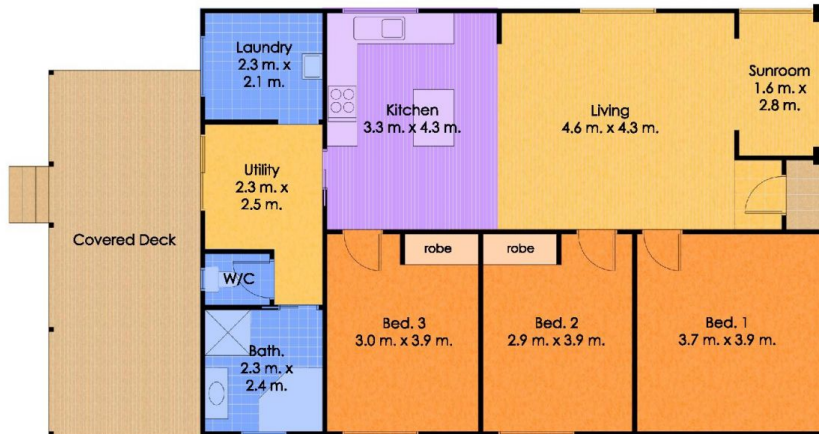 Laundry
2.3 m. x
2.1 m.
Kitchen
3.3 m. x 4.3 m.
Living
4.6 m. x 4.3 m.
Sunroom
1.6 m. x
2.8 m.
Utility
2.3 m. x
2.5 m.
Covered Deck
W/C
robe
robe
Bed. 3
3.0 m. x 3.9 m.
Bed. 2
2.9 m. x 3.9 m.
Bed. 1
3.7 m. x 3.9 m.
Bath.
2.3 m. x
2.4 m.